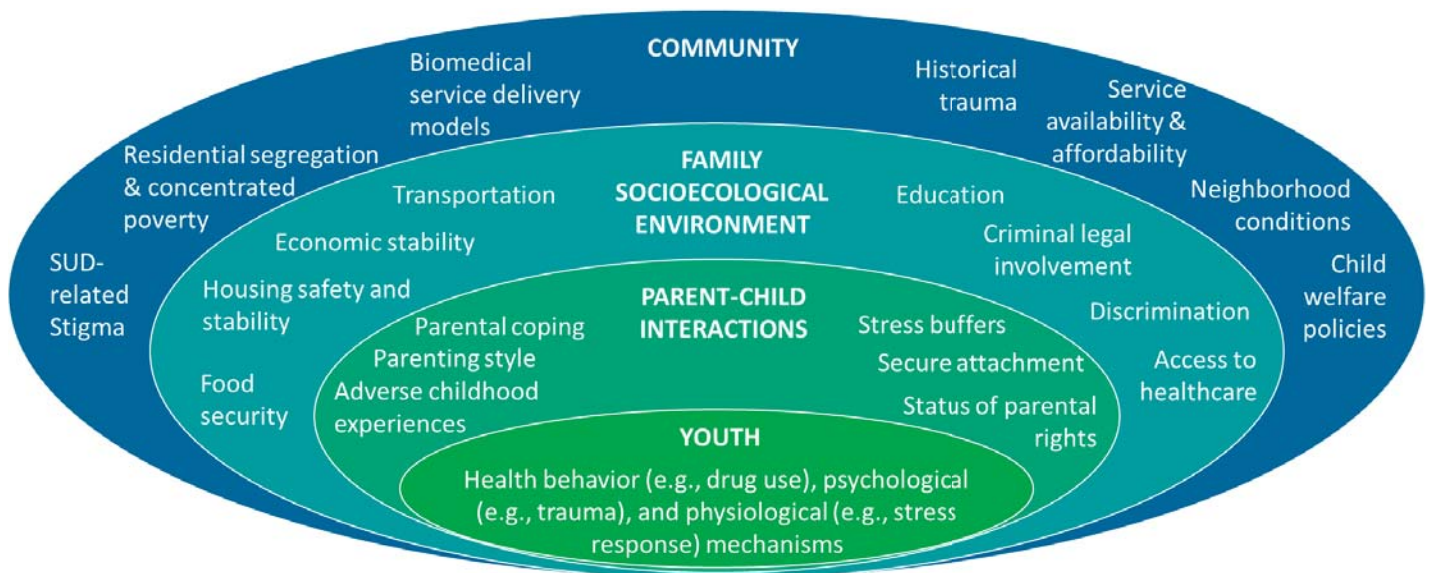 COMMUNITY
Biomedical
service delivery
models
Historical
trauma
Service
availability &
affordability
Residential segregation
& concentrated
poverty
Neighborhood
conditions
SUD-
related
Stigma
Child
welfare
policies
FAMILY
SOCIOECOLOGICAL
ENVIRONMENT
Transportation
Education
Economic stability
Criminal legal
involvement
Housing safety and
stability
Discrimination
Food
security
Access to
healthcare
PARENT-CHILD
INTERACTIONS
Parental coping
Parenting style
Adverse childhood
experiences
Stress buffers
Secure attachment
Status of parental
rights
YOUTH
Health behavior (e.g., drug use), psychological
(e.g., trauma), and physiological (e.g., stress
response) mechanisms